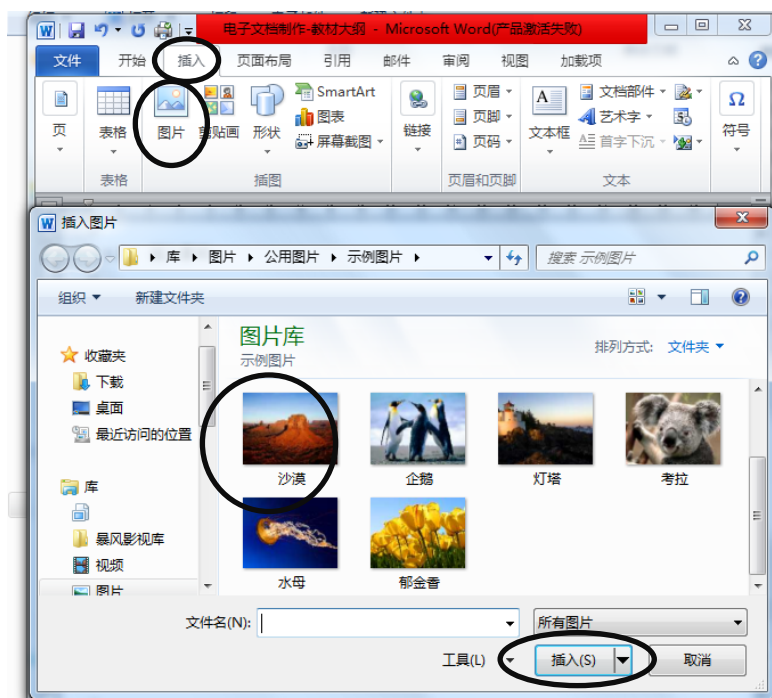 电子文档制作-教材大纲 - Microsoft Word(产品激活失败)
文件 开始 插入 页面布局 引用 邮件 审阅 视图 加载项
页 表格 图片 剪贴画 形状 SmartArt 图表 屏幕截图 链接 页眉 页脚 页码 文本框 文档部件 艺术字 首字下沉 符号
表格 插图 页眉和页脚 文本
插入图片
库 图片 公用图片 示例图片 搜索 示例图片
组织 新建文件夹
图片库
示例图片
排列方式: 文件夹
收藏夹
下载
桌面
最近访问的位置
库
暴风影视库
视频
图片
沙漠 企鹅 灯塔 考拉
水母 郁金香
文件名(N): 所有图片
工具(L) 插入(S) 取消